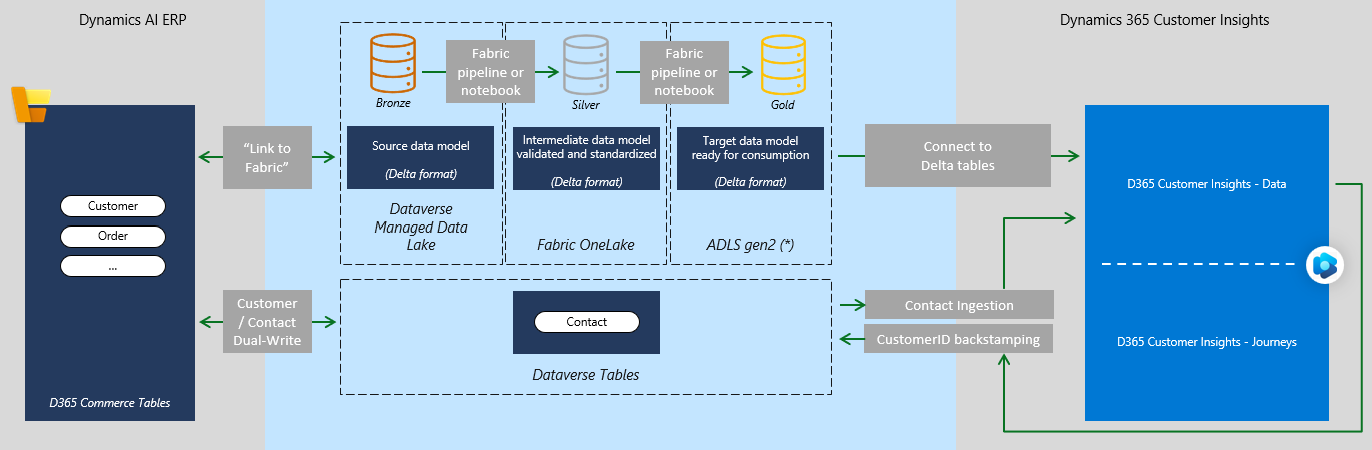 Dynamics AI ERP
Dynamics 365 Customer Insights
Fabric
pipeline or
notebook
Fabric
pipeline or
notebook
Bronze
Silver
Gold
"Link to
Fabric"
Source data model
(Delta format)
Intermediate data model
validated and standardized
(Delta format)
Target data model
ready for consumption
(Delta format)
Connect to
Delta tables
Customer
Order
...
Dataverse
Managed Data
Lake
Fabric OneLake
ADLS gen2 (*)
D365 Customer Insights - Data
Customer
/ Contact
Dual-Write
Contact
Dataverse Tables
Contact Ingestion
CustomerID backstamping
D365 Customer Insights - Journeys
D365 Commerce Tables